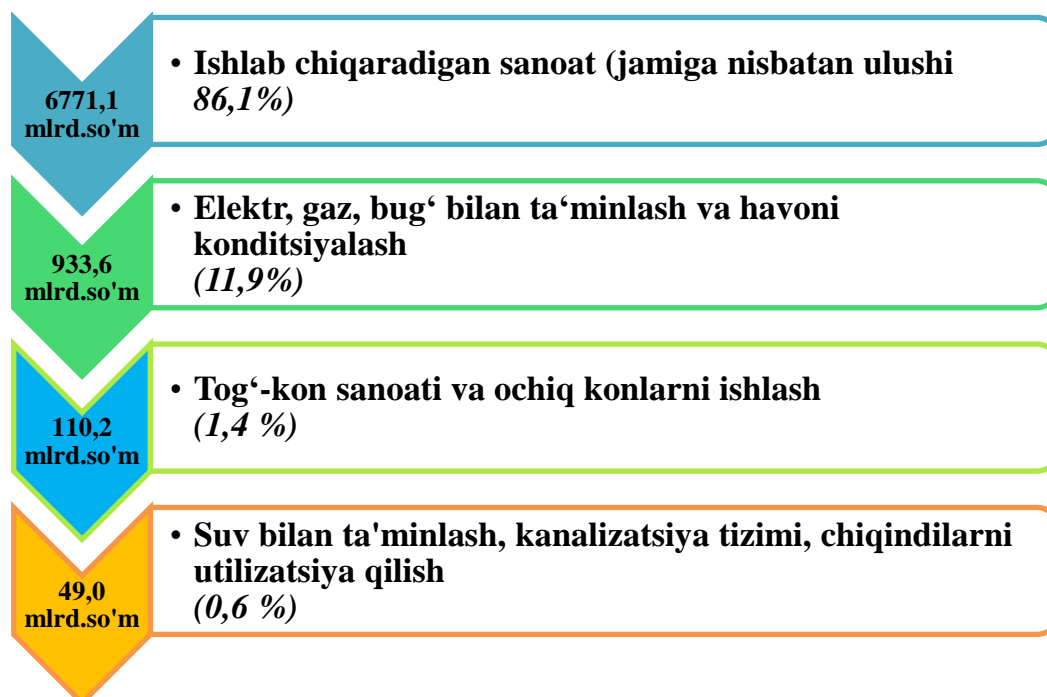 6771,1
mlrd.so'm
• Ishlab chiqaradigan sanoat (jamiga nisbatan ulushi
86,1%)
933,6
mlrd.so'm
• Elektr, gaz, bug‘ bilan ta‘minlash va havoni
konditsiyalash
(11,9%)
110,2
mlrd.so'm
• Tog‘-kon sanoati va ochiq konlarni ishlash
(1,4 %)
49,0
mlrd.so'm
• Suv bilan ta'minlash, kanalizatsiya tizimi, chiqindilarni
utilizatsiya qilish
(0,6 %)